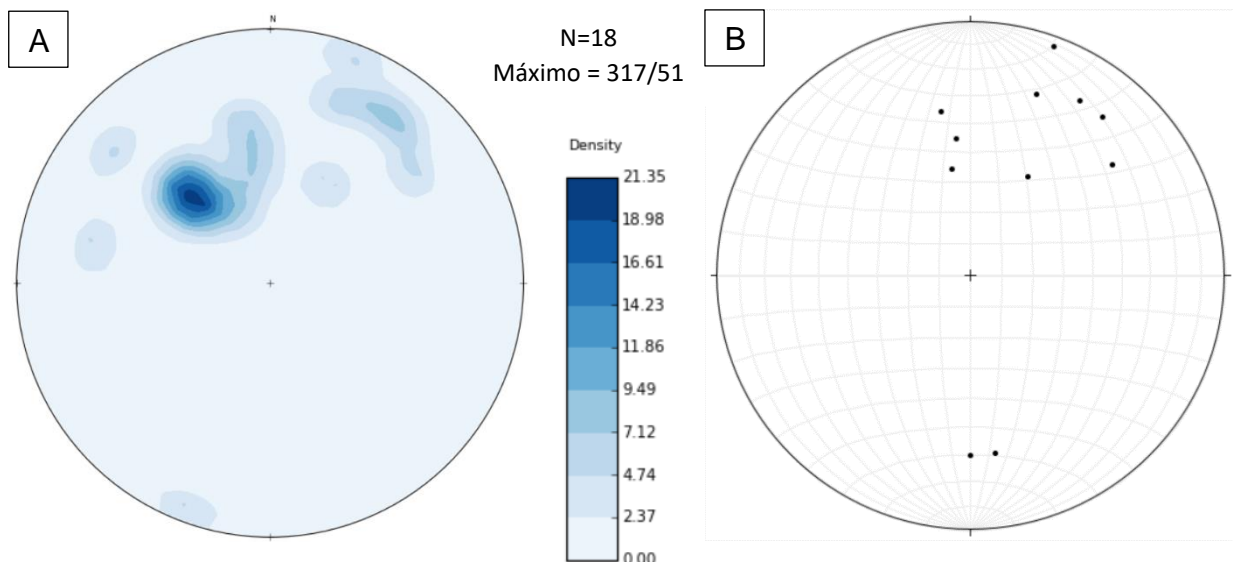 A
N
N=18
Máximo = 317/51
B
Density
21.35
18.98
16.61
14.23
11.86
9.49
7.12
4.74
2.37
0.00